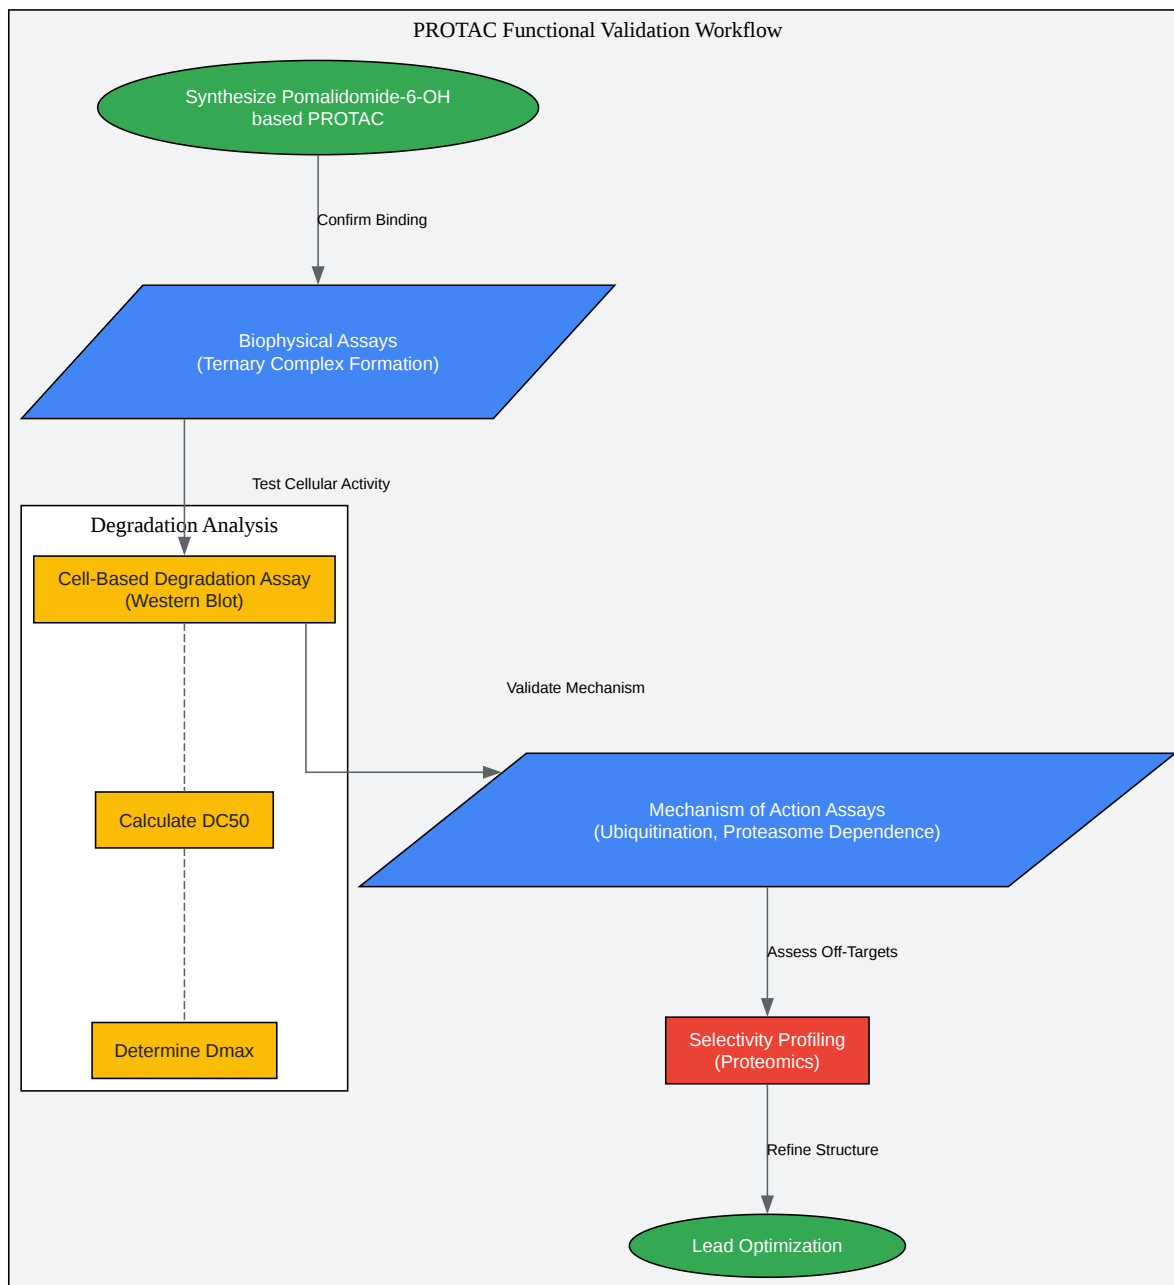 PROTAC Functional Validation Workflow
Synthesize Pomalidomide-6-OH
based PROTAC
Confirm Binding
Biophysical Assays
(Ternary Complex Formation)
Test Cellular Activity
Degradation Analysis
Cell-Based Degradation Assay
(Western Blot)
Validate Mechanism
Calculate DC50
Mechanism of Action Assays
(Ubiquitination, Proteasome Dependence)
Assess Off-Targets
Determine Dmax
Selectivity Profiling
(Proteomics)
Refine Structure
Lead Optimization